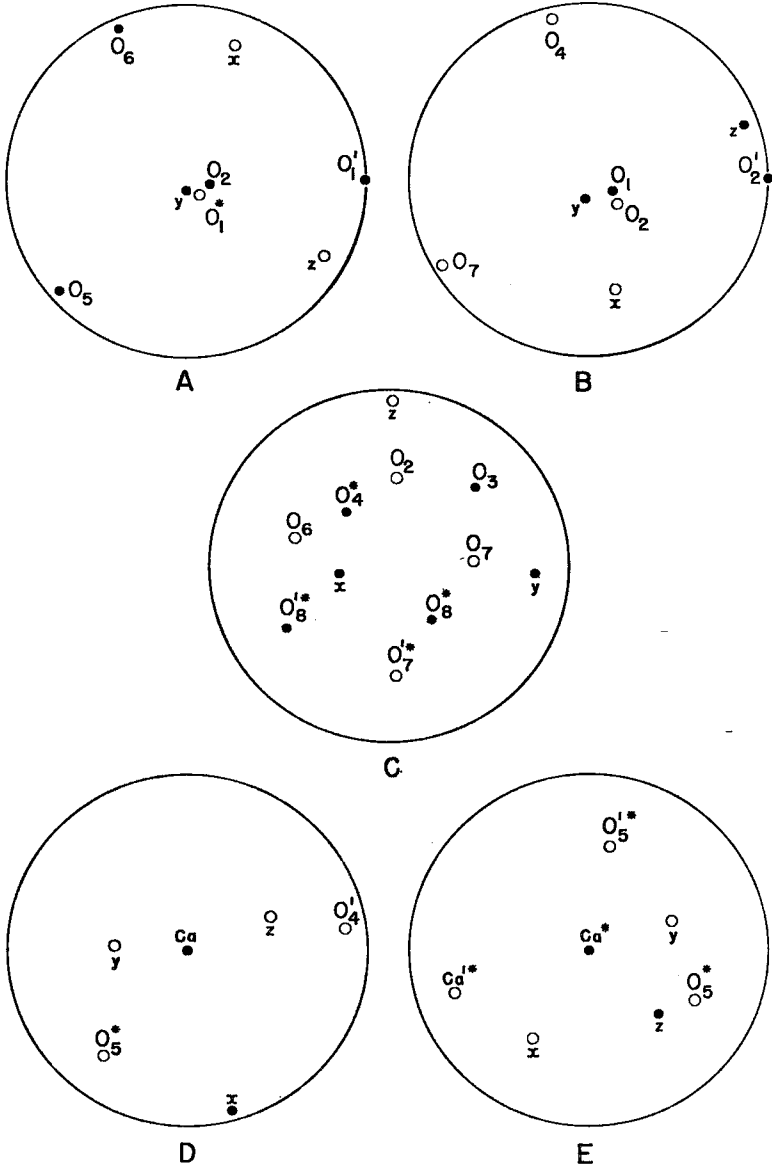 O₆ x
O₁′
O₂
y O₁*
z
O₅
A
O₄
z
O₂′
O₁
y O₂
O₇
x
B
z
O₂ O₃
O₄*
O₆ O₇
x y
O₈′* O₈*
O₇′*
C
O₄′
Ca z
y
O₅*
x
D
O₅′*
y
Ca*
Ca′* O₅*
z
x
E